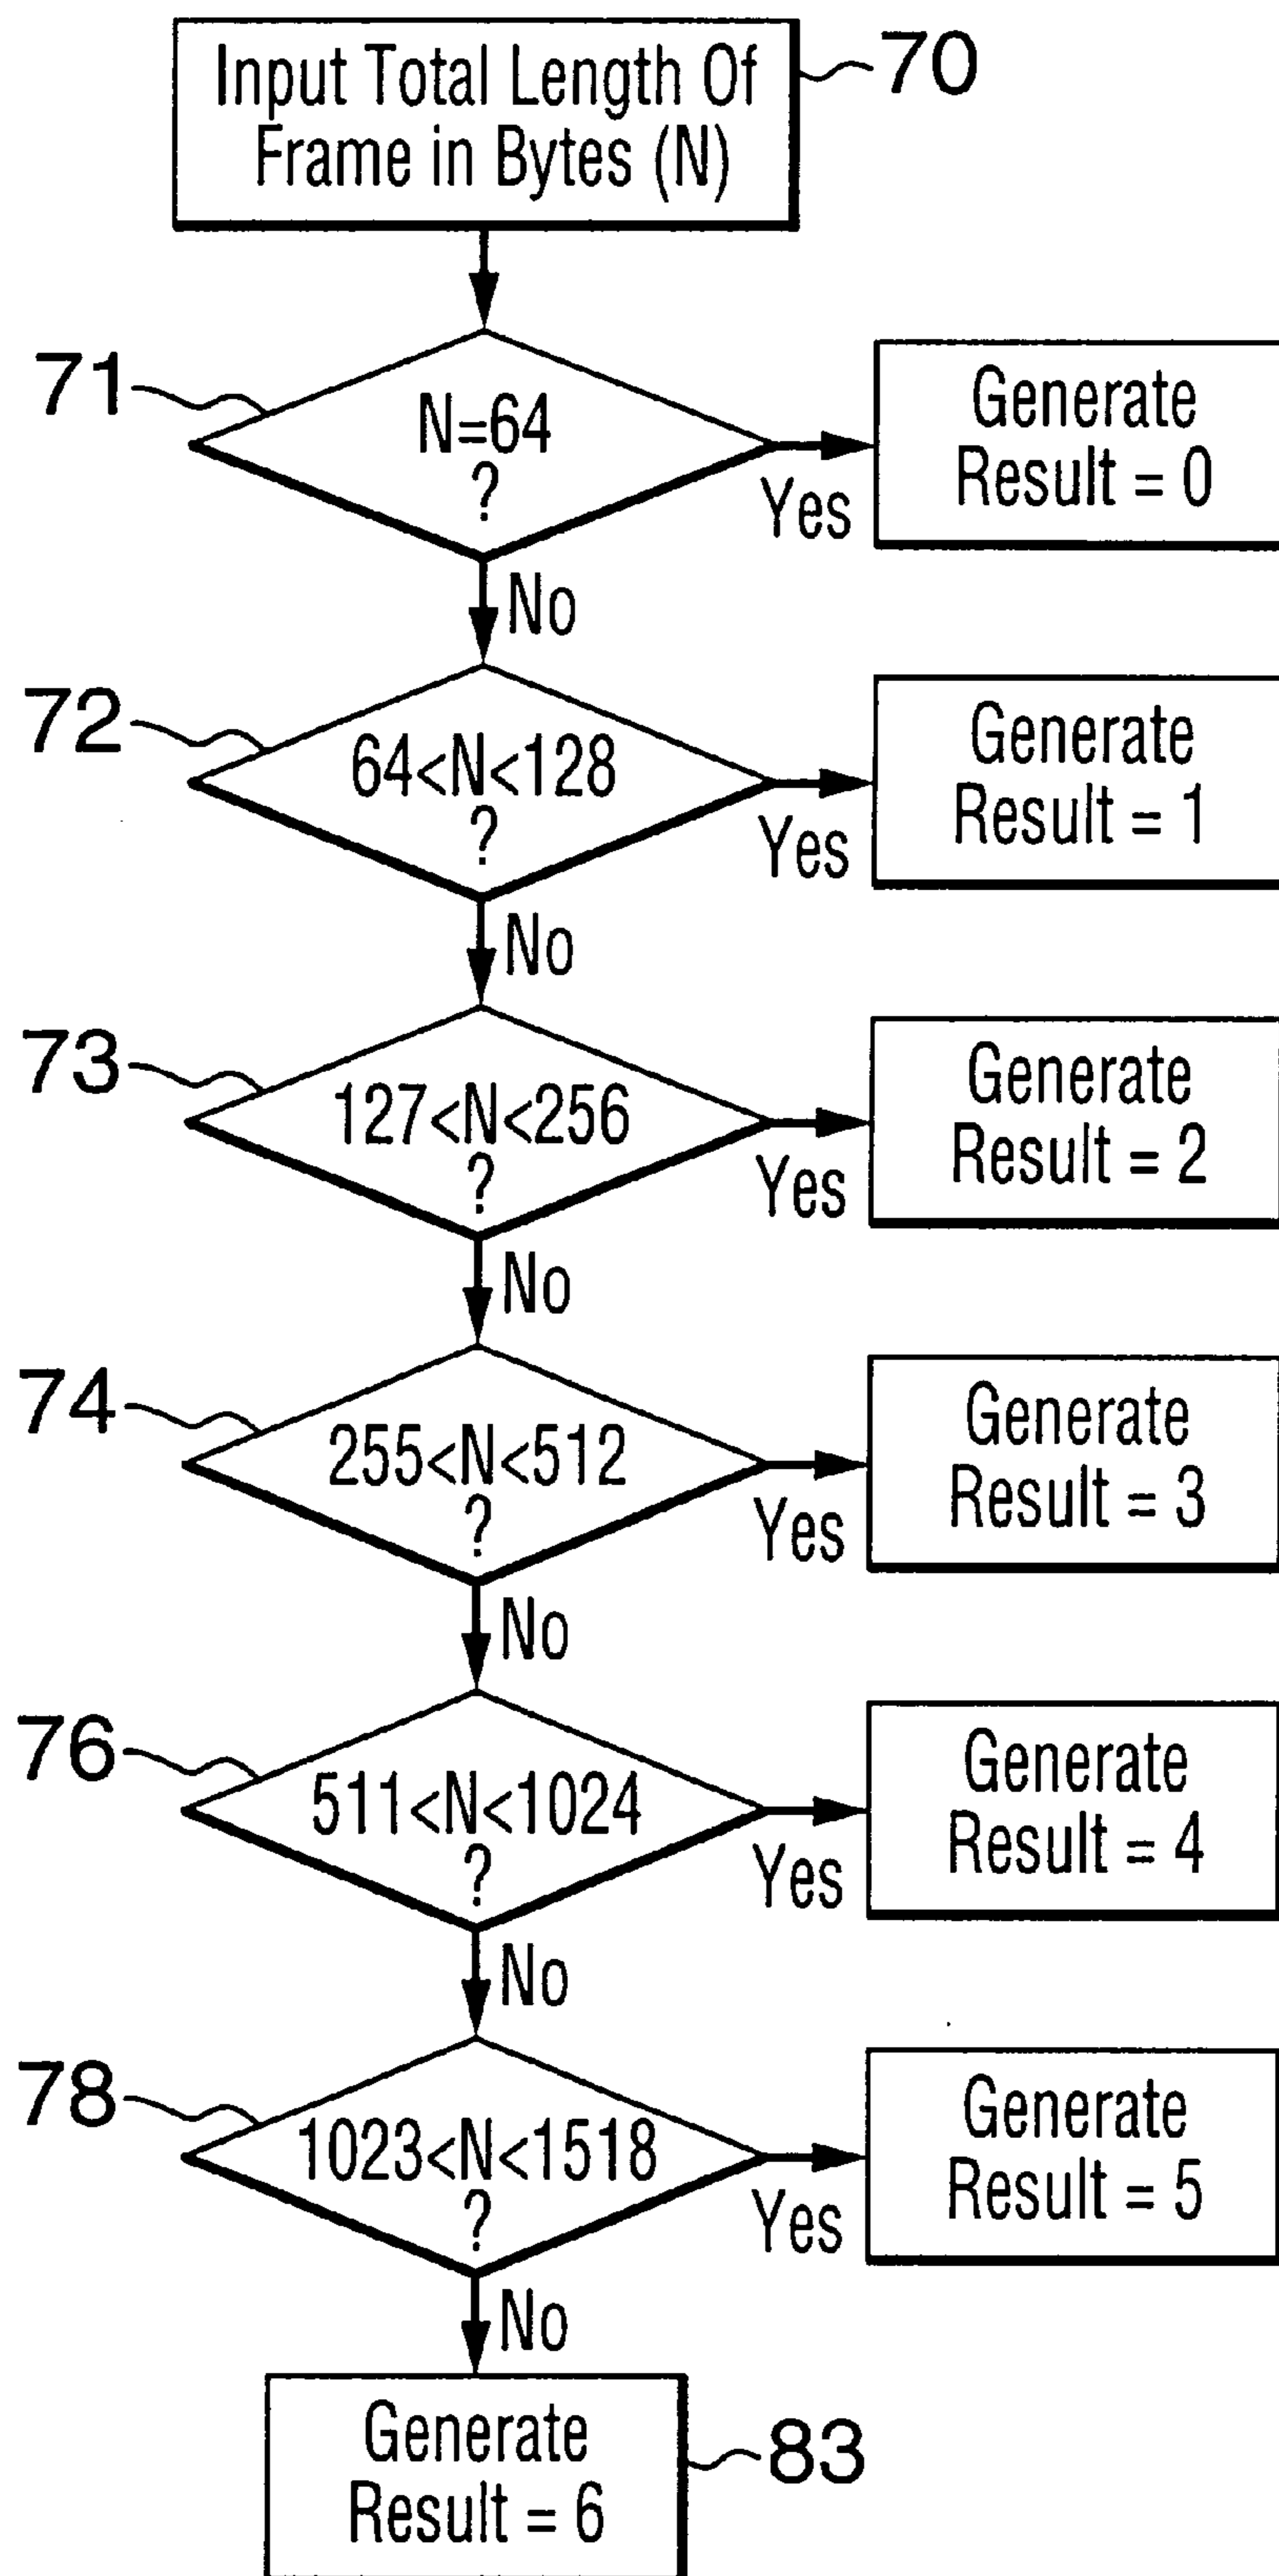 Input Total Length Of
Frame in Bytes (N)
70
71
N=64
?
Yes
Generate
Result = 0
No
72
64<N<128
?
Yes
Generate
Result = 1
No
73
127<N<256
?
Yes
Generate
Result = 2
No
74
255<N<512
?
Yes
Generate
Result = 3
No
76
511<N<1024
?
Yes
Generate
Result = 4
No
78
1023<N<1518
?
Yes
Generate
Result = 5
No
Generate
Result = 6
83